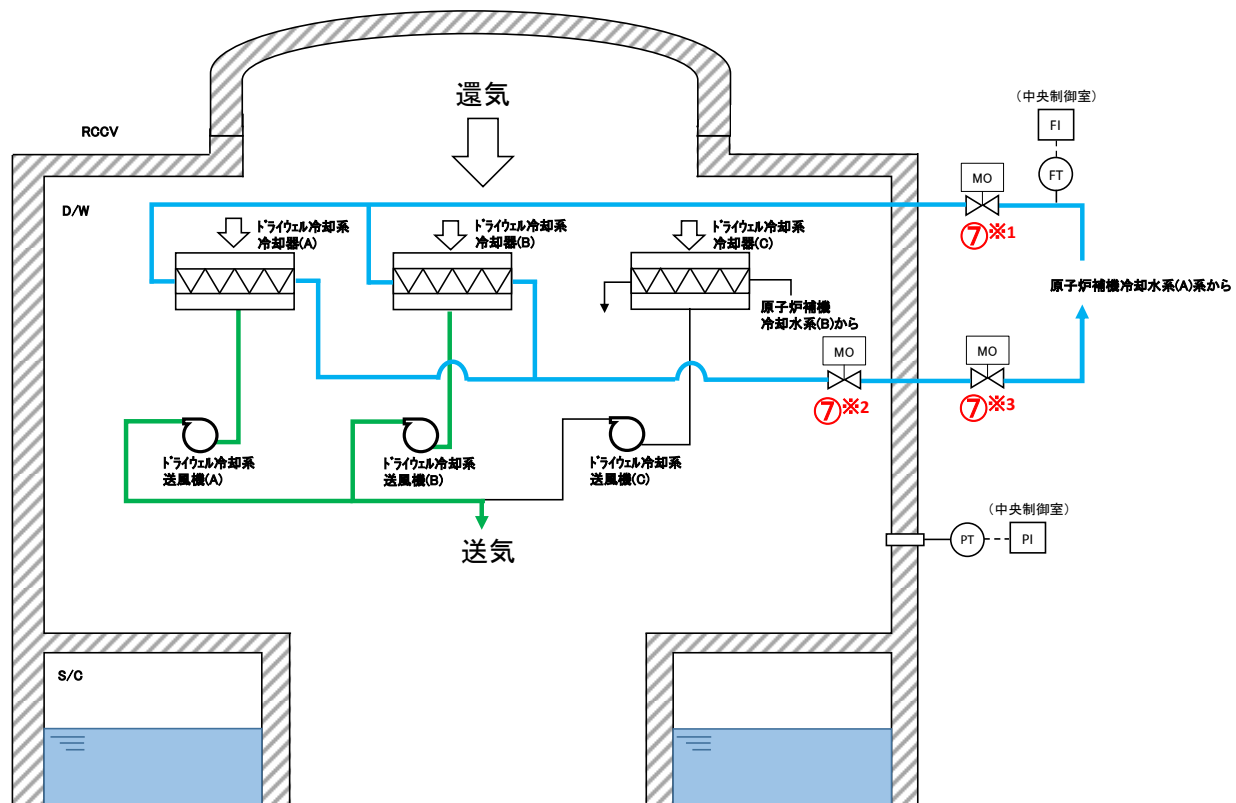 還気
（中央制御室）
FI
RCCV
FT
MO
D/W
⑦※1
ﾄﾞﾗｲｳｪﾙ冷却系
冷却器(A)
ﾄﾞﾗｲｳｪﾙ冷却系
冷却器(B)
ﾄﾞﾗｲｳｪﾙ冷却系
冷却器(C)
原子炉補機冷却水系(A)系から
原子炉補機
冷却水系(B)から
MO
MO
⑦※2
⑦※3
ﾄﾞﾗｲｳｪﾙ冷却系
送風機(A)
ﾄﾞﾗｲｳｪﾙ冷却系
送風機(B)
ﾄﾞﾗｲｳｪﾙ冷却系
送風機(C)
（中央制御室）
PT
PI
送気
S/C